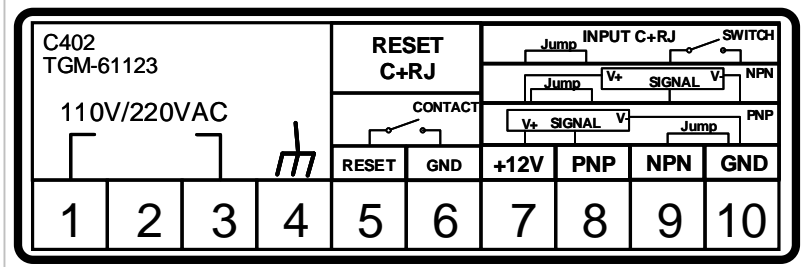 C402
TGM-61123
110V/220VAC
RESET
C+RJ
CONTACT
INPUT C+RJ
Jump
SWITCH
Jump
V+
SIGNAL
V-
NPN
V+
SIGNAL
V-
Jump
PNP
RESET
GND
+12V
PNP
NPN
GND
1 2 3 4 5 6 7 8 9 10